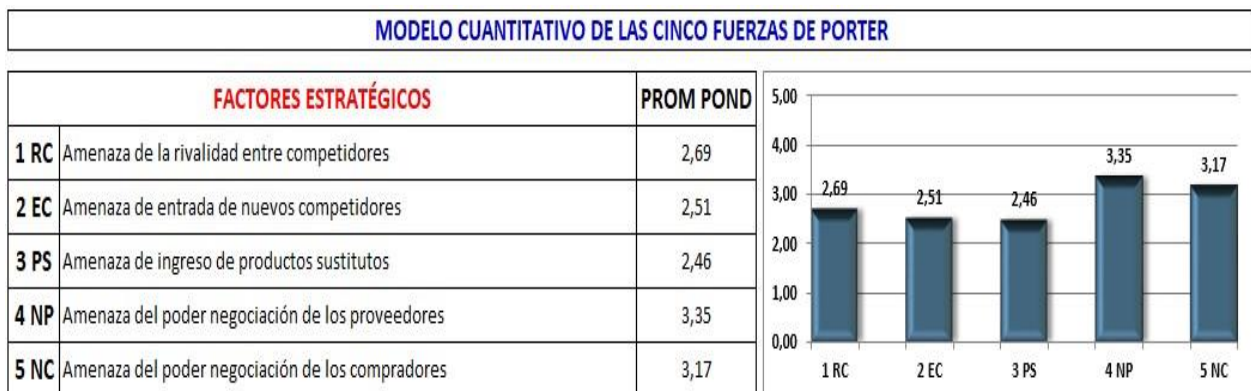 MODELO CUANTITATIVO DE LAS CINCO FUERZAS DE PORTER
FACTORES ESTRATÉGICOS PROM POND
1 RC Amenaza de la rivalidad entre competidores 2,69
2 EC Amenaza de entrada de nuevos competidores 2,51
3 PS Amenaza de ingreso de productos sustitutos 2,46
4 NP Amenaza del poder negociación de los proveedores 3,35
5 NC Amenaza del poder negociación de los compradores 3,17
5,00
4,00
3,00
2,00
1,00
0,00
2,69 2,51 2,46 3,35 3,17
1 RC 2 EC 3 PS 4 NP 5 NC